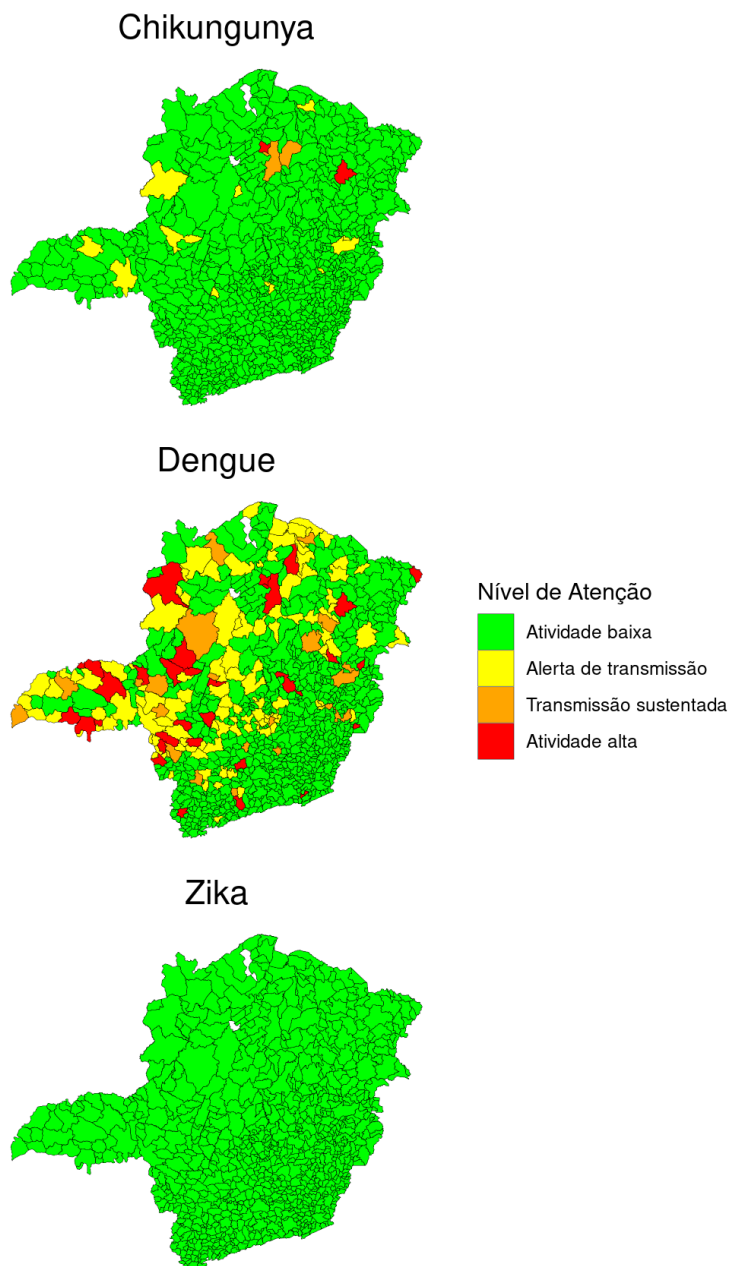 Chikungunya
Dengue
Nível de Atenção
Atividade baixa
Alerta de transmissão
Transmissão sustentada
Atividade alta
Zika